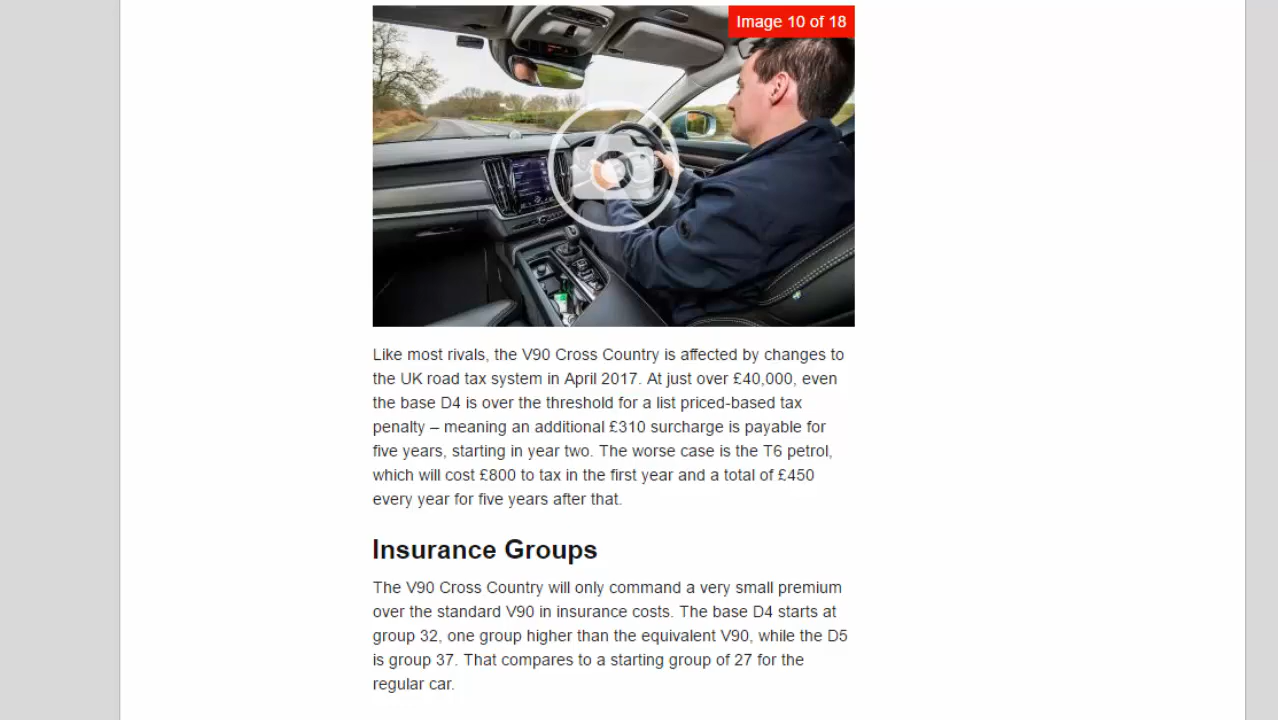 Image 10 of 18
Like most rivals, the V90 Cross Country is affected by changes to
the UK road tax system in April 2017. At just over £40,000, even
the base D4 is over the threshold for a list priced-based tax
penalty – meaning an additional £310 surcharge is payable for
five years, starting in year two. The worse case is the T6 petrol,
which will cost £800 to tax in the first year and a total of £450
every year for five years after that.
Insurance Groups
The V90 Cross Country will only command a very small premium
over the standard V90 in insurance costs. The base D4 starts at
group 32, one group higher than the equivalent V90, while the D5
is group 37. That compares to a starting group of 27 for the
regular car.